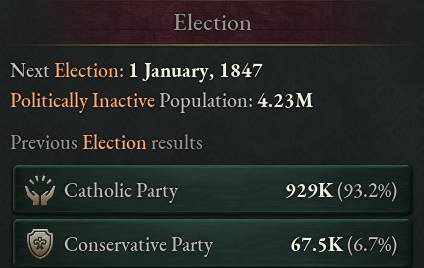 Election
Next Election: 1 January, 1847
Politically Inactive Population: 4.23M
Previous Election results
Catholic Party 929K (93.2%)
Conservative Party 67.5K (6.7%)